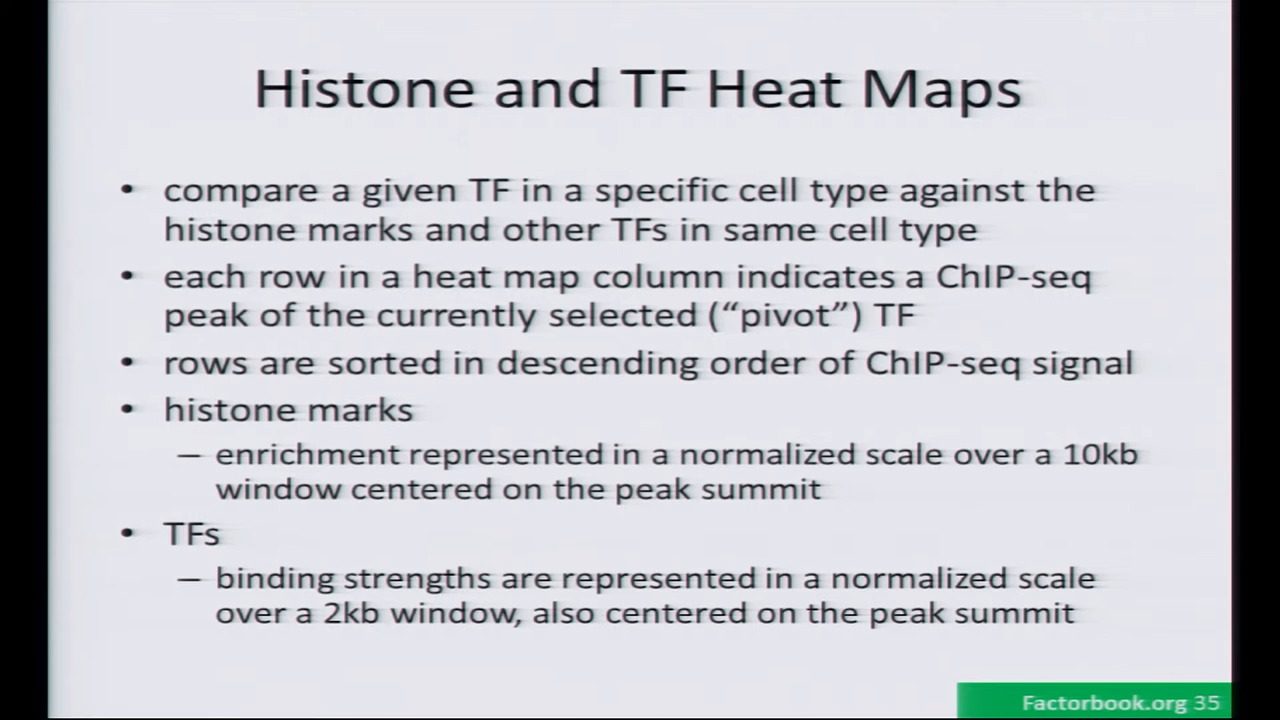 Histone and TF Heat Maps
• compare a given TF in a specific cell type against the
histone marks and other TFs in same cell type
• each row in a heat map column indicates a ChIP-seq
peak of the currently selected (“pivot”) TF
• rows are sorted in descending order of ChIP-seq signal
• histone marks
– enrichment represented in a normalized scale over a 10kb
window centered on the peak summit
• TFs
– binding strengths are represented in a normalized scale
over a 2kb window, also centered on the peak summit
Factorbook.org 35